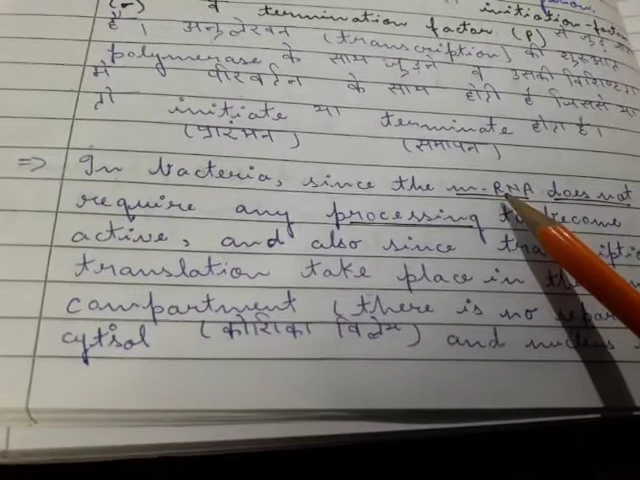 (σ) व termination factor (ρ) से जुड़
है। अनुलेखन (transcription) की शुरुआत
polymerase के साथ जुड़ने व उसकी विशिष्टता
में परिवर्तन के साथ होती है जिससे या
तो initiate या terminate होता है।
(प्रारंभन) (समापन)
⇒ In bacteria, since the m-RNA does not
require any processing to become
active, and also since
translation take place in the
compartment (there is no
cytsol (कोशिका विलेय) and nucleus